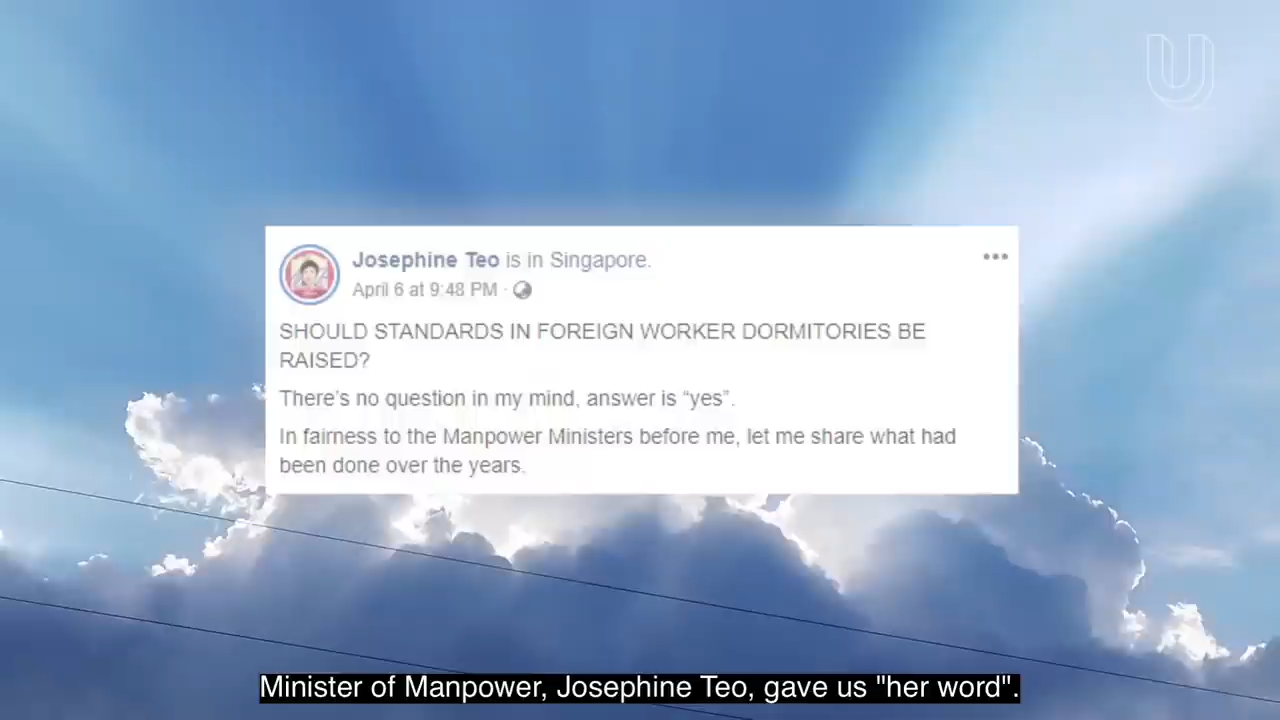 U
Josephine Teo is in Singapore.
April 6 at 9:48 PM ·
SHOULD STANDARDS IN FOREIGN WORKER DORMITORIES BE
RAISED?
There's no question in my mind, answer is “yes”.
In fairness to the Manpower Ministers before me, let me share what had
been done over the years.
Minister of Manpower, Josephine Teo, gave us "her word".